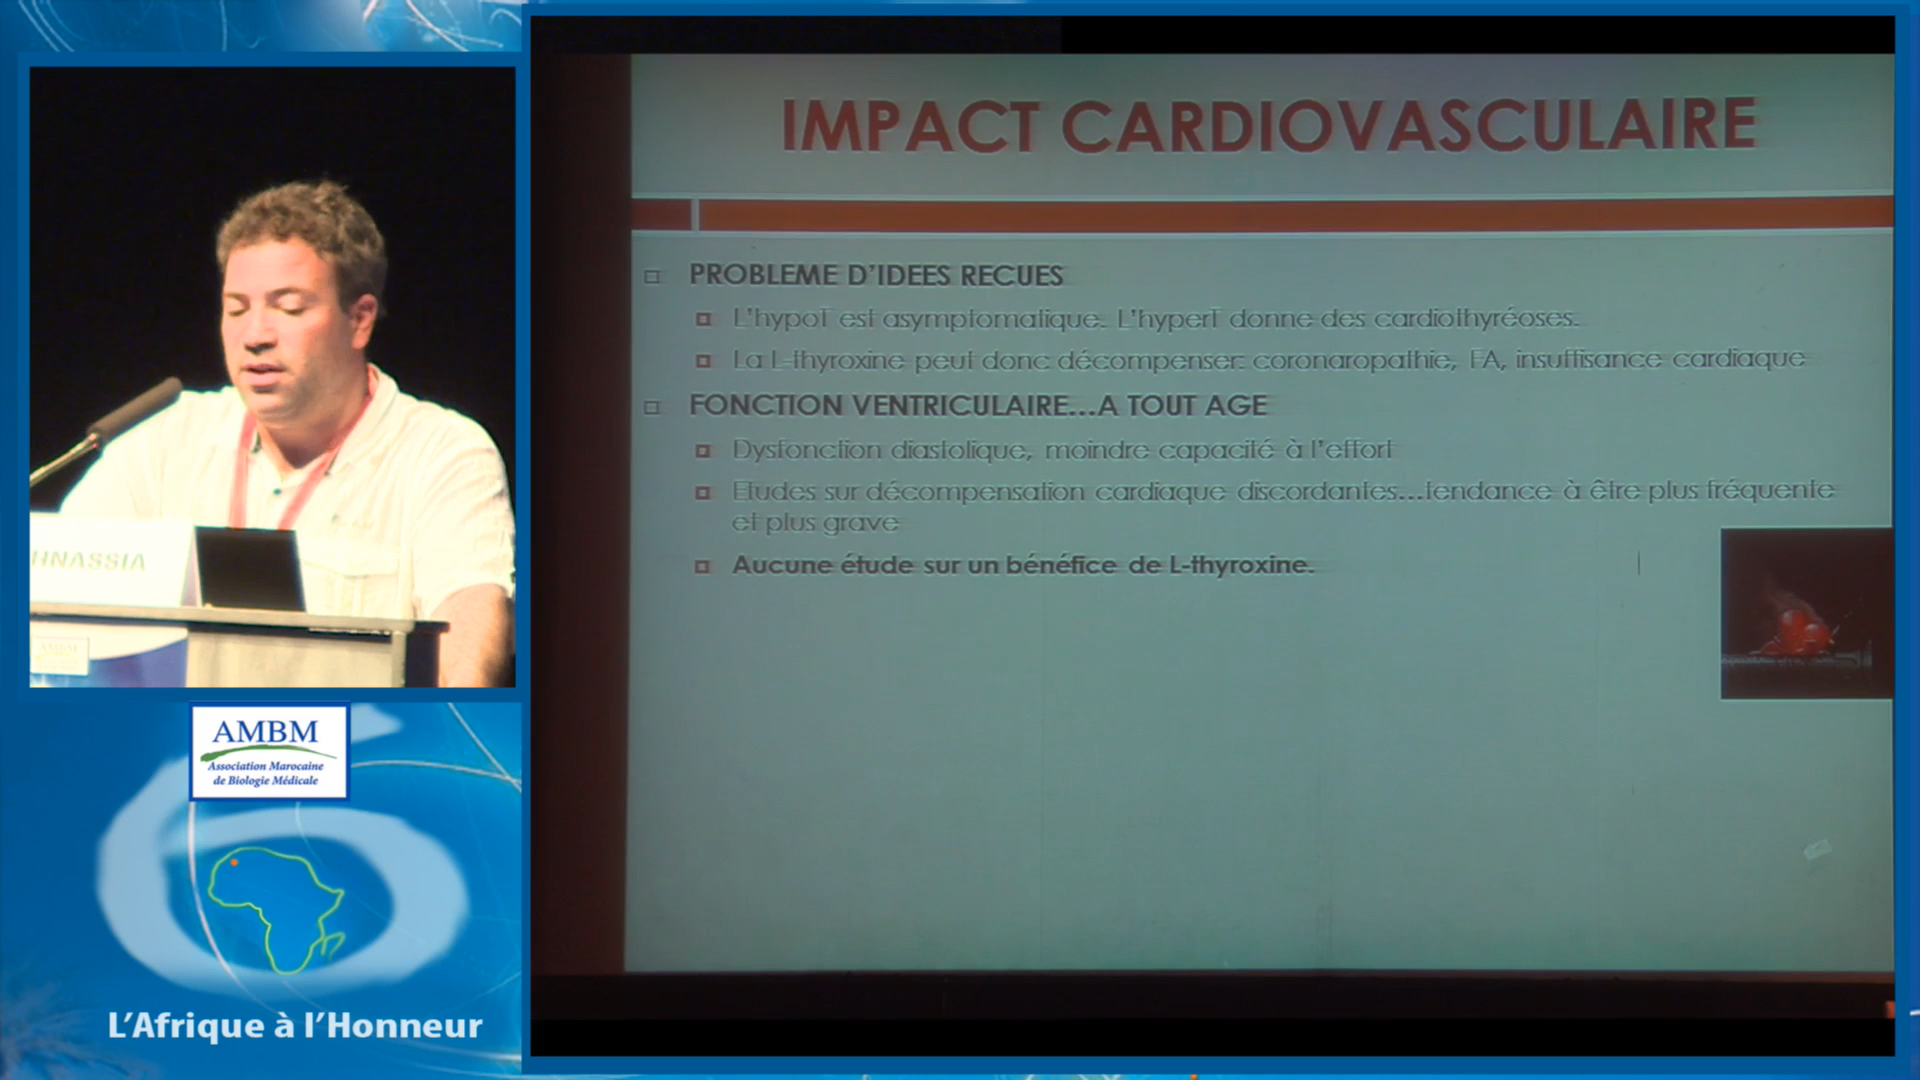 IMPACT CARDIOVASCULAIRE
PROBLEME D'IDEES RECUES
L'hypoT est asymptomatique. L'hyperT donne des cardiothyréoses.
La L-thyroxine peut donc décompenser: coronaropathie, FA, insuffisance cardiaque
FONCTION VENTRICULAIRE...A TOUT AGE
Dysfonction diastolique, moindre capacité à l'effort
Etudes sur décompensation cardiaque discordantes...tendance à être plus fréquente
et plus grave
Aucune étude sur un bénéfice de L-thyroxine.
HNASSIA
AMBM
AMBM
Association Marocaine
de Biologie Médicale
L'Afrique à l'Honneur